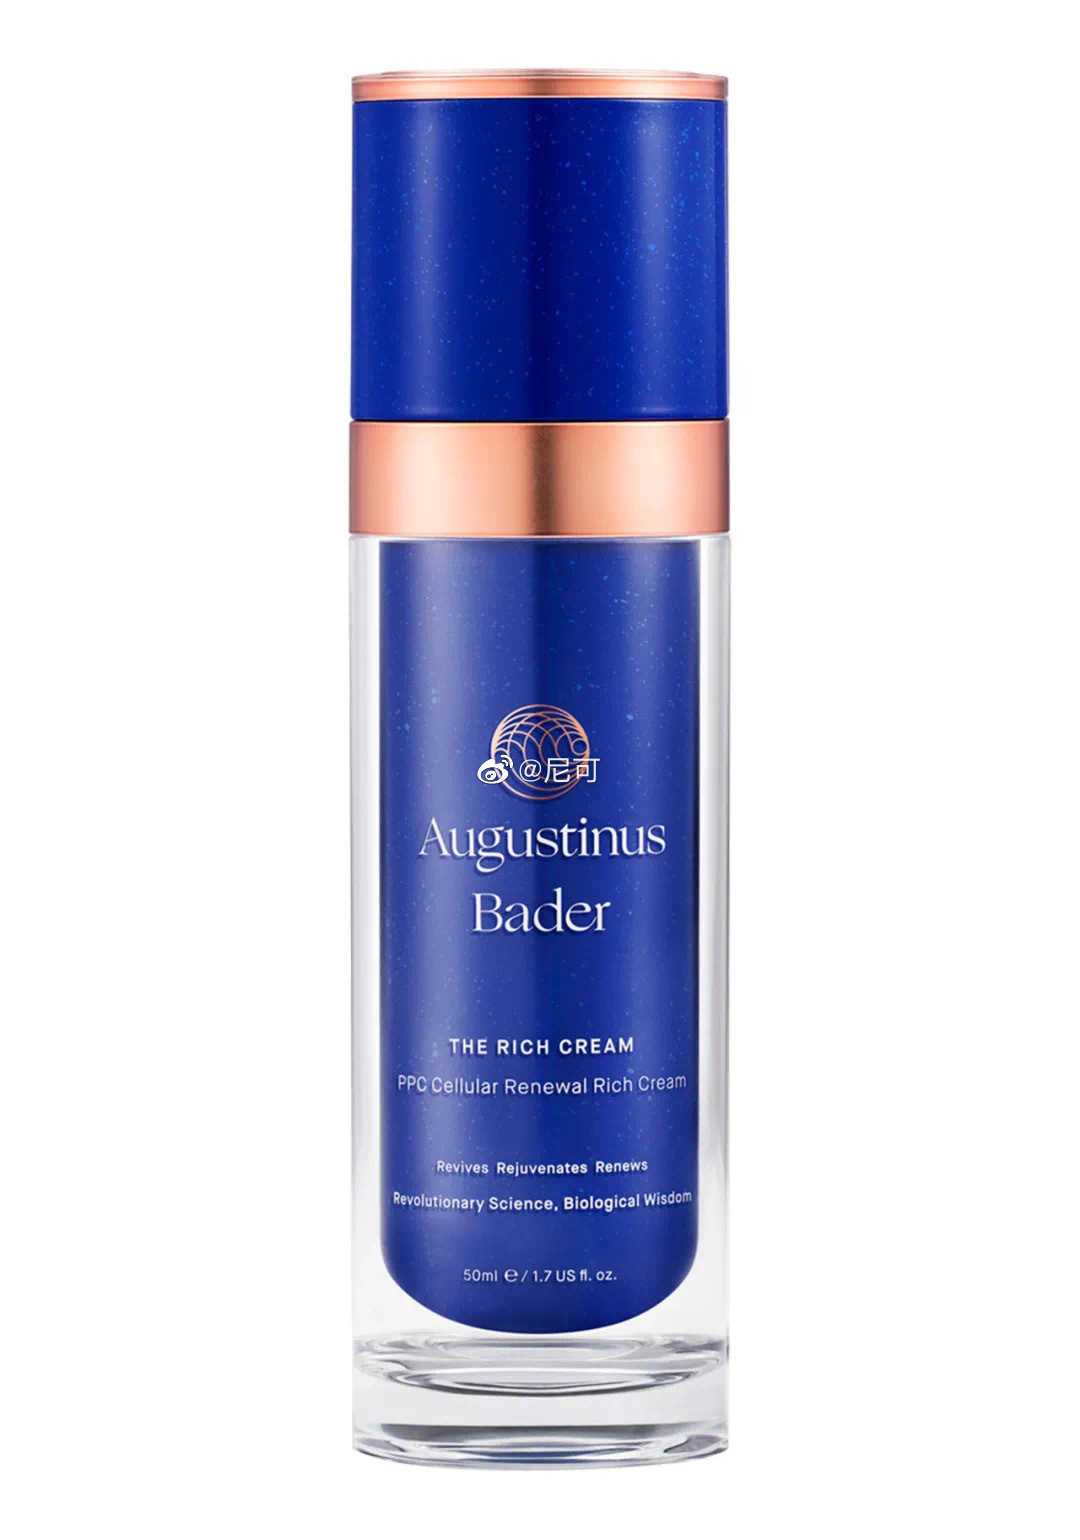 @尼可
Augustinus
Bader
THE RICH CREAM
PPC Cellular Renewal Rich Cream
Revives Rejuvenates Renews
Revolutionary Science, Biological Wisdom
50ml ℮ / 1.7 US fl. oz.